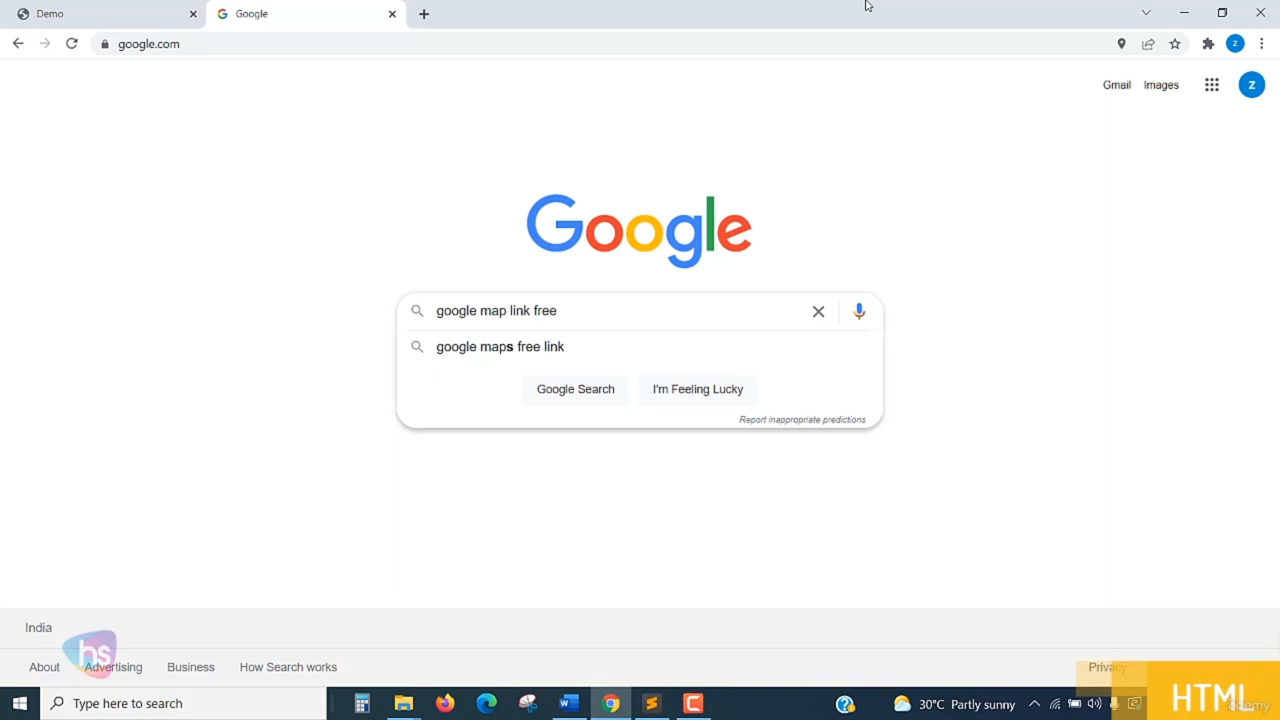 Demo
Google
google.com
Gmail
Images
Z
Google
google map link free
google maps free link
Google Search
I'm Feeling Lucky
Report inappropriate predictions
India
hs
About
Advertising
Business
How Search works
Privacy
Type here to search
30°C Partly sunny
HTML
Udemy